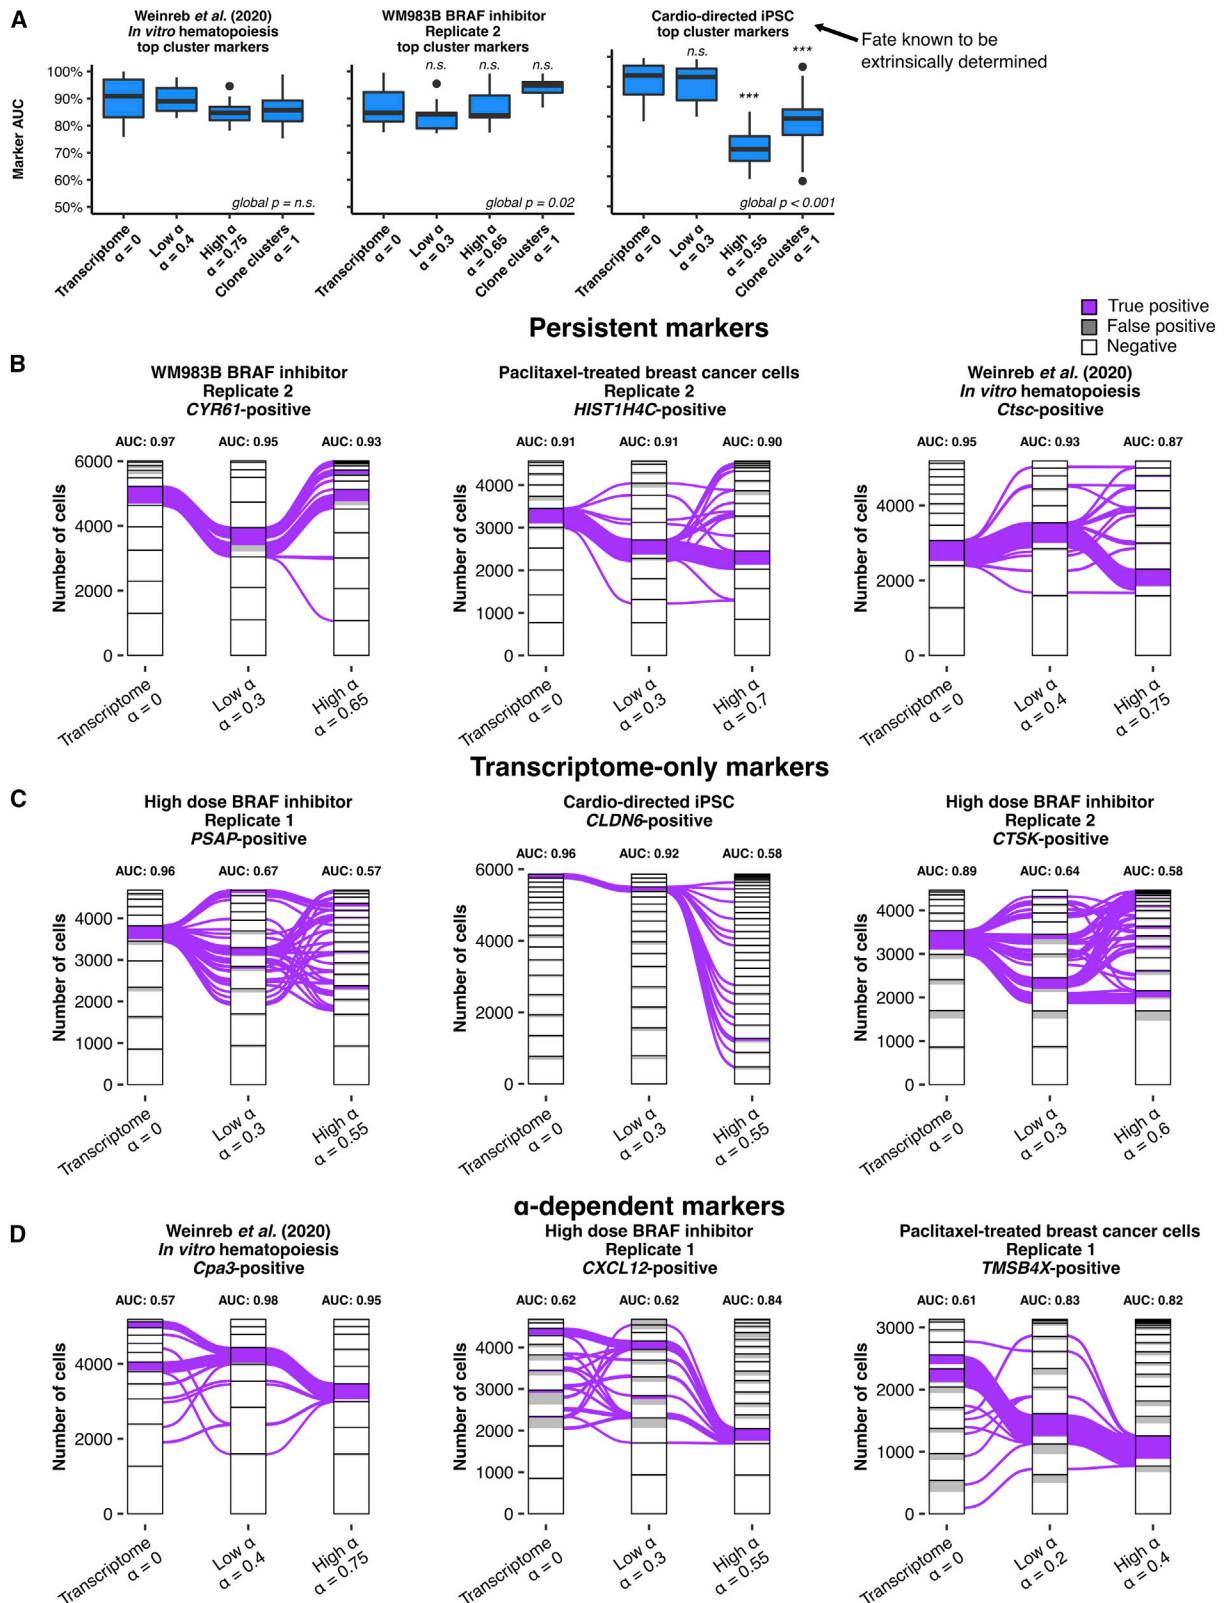 A
Weinreb et al. (2020)
In vitro hematopoiesis
top cluster markers
WM983B BRAF inhibitor
Replicate 2
top cluster markers
Cardio-directed iPSC
top cluster markers
Fate known to be
extrinsically determined
Marker AUC
100%
90%
80%
70%
60%
50%
global p = n.s.
n.s.
n.s.
n.s.
global p = 0.02
n.s.
***
***
global p < 0.001
Transcriptome
α = 0
Low α
α = 0.4
High α
α = 0.75
Clone clusters
α = 1
Transcriptome
α = 0
Low α
α = 0.3
High α
α = 0.65
Clone clusters
α = 1
Transcriptome
α = 0
Low α
α = 0.3
High
α = 0.55
Clone clusters
α = 1
True positive
False positive
Negative
Persistent markers
B
WM983B BRAF inhibitor
Replicate 2
CYR61-positive
AUC: 0.97
AUC: 0.95
AUC: 0.93
Number of cells
6000
4000
2000
0
Transcriptome
α = 0
Low α
α = 0.3
High α
α = 0.65
Paclitaxel-treated breast cancer cells
Replicate 2
HIST1H4C-positive
AUC: 0.91
AUC: 0.91
AUC: 0.90
Number of cells
4000
3000
2000
1000
0
Transcriptome
α = 0
Low α
α = 0.3
High α
α = 0.7
Weinreb et al. (2020)
In vitro hematopoiesis
Ctsc-positive
AUC: 0.95
AUC: 0.93
AUC: 0.87
Number of cells
4000
2000
0
Transcriptome
α = 0
Low α
α = 0.4
High α
α = 0.75
Transcriptome-only markers
C
High dose BRAF inhibitor
Replicate 1
PSAP-positive
AUC: 0.96
AUC: 0.67
AUC: 0.57
Number of cells
4000
3000
2000
1000
0
Transcriptome
α = 0
Low α
α = 0.3
High α
α = 0.55
Cardio-directed iPSC
CLDN6-positive
AUC: 0.96
AUC: 0.92
AUC: 0.58
Number of cells
6000
4000
2000
0
Transcriptome
α = 0
Low α
α = 0.3
High α
α = 0.55
High dose BRAF inhibitor
Replicate 2
CTSK-positive
AUC: 0.89
AUC: 0.64
AUC: 0.58
Number of cells
4000
3000
2000
1000
0
Transcriptome
α = 0
Low α
α = 0.3
High α
α = 0.6
α-dependent markers
D
Weinreb et al. (2020)
In vitro hematopoiesis
Cpa3-positive
AUC: 0.57
AUC: 0.98
AUC: 0.95
Number of cells
4000
2000
0
Transcriptome
α = 0
Low α
α = 0.4
High α
α = 0.75
High dose BRAF inhibitor
Replicate 1
CXCL12-positive
AUC: 0.62
AUC: 0.62
AUC: 0.84
Number of cells
4000
3000
2000
1000
0
Transcriptome
α = 0
Low α
α = 0.3
High α
α = 0.55
Paclitaxel-treated breast cancer cells
Replicate 1
TMSB4X-positive
AUC: 0.61
AUC: 0.83
AUC: 0.82
Number of cells
3000
2000
1000
0
Transcriptome
α = 0
Low α
α = 0.2
High α
α = 0.4